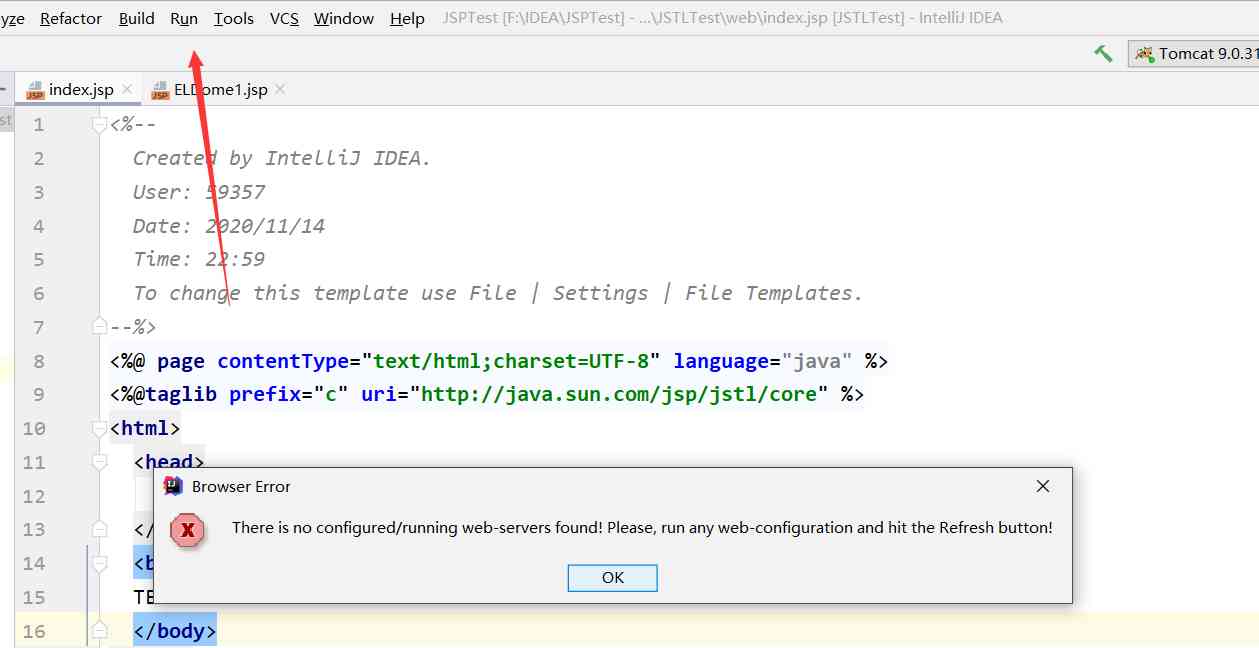 yze Refactor Build Run Tools VCS Window Help JSPTest [F:\IDEA\JSPTest] - ...\JSTLTest\web\index.jsp [JSTLTest] - IntelliJ IDEA
Tomcat 9.0.31
index.jsp ELDome1.jsp
st
1 <%--
2 Created by IntelliJ IDEA.
3 User: 59357
4 Date: 2020/11/14
5 Time: 22:59
6 To change this template use File | Settings | File Templates.
7 --%>
8 <%@ page contentType="text/html;charset=UTF-8" language="java" %>
9 <%@taglib prefix="c" uri="http://java.sun.com/jsp/jstl/core" %>
10 <html>
11 <head>
Browser Error
12
There is no configured/running web-servers found! Please, run any web-configuration and hit the Refresh button!
13 </
14 <b
OK
15 TE
16 </body>